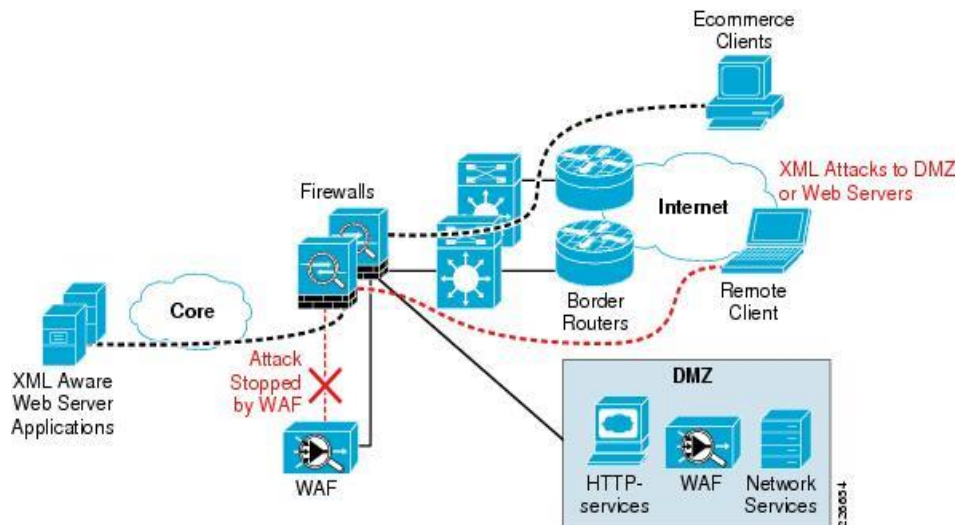 Ecommerce
Clients
XML Attacks to DMZ
or Web Servers
Firewalls
Internet
Core
Border
Routers
Remote
Client
XML Aware
Web Server
Applications
Attack
Stopped
by WAF
WAF
DMZ
HTTP-
services
WAF
Network
Services
226654